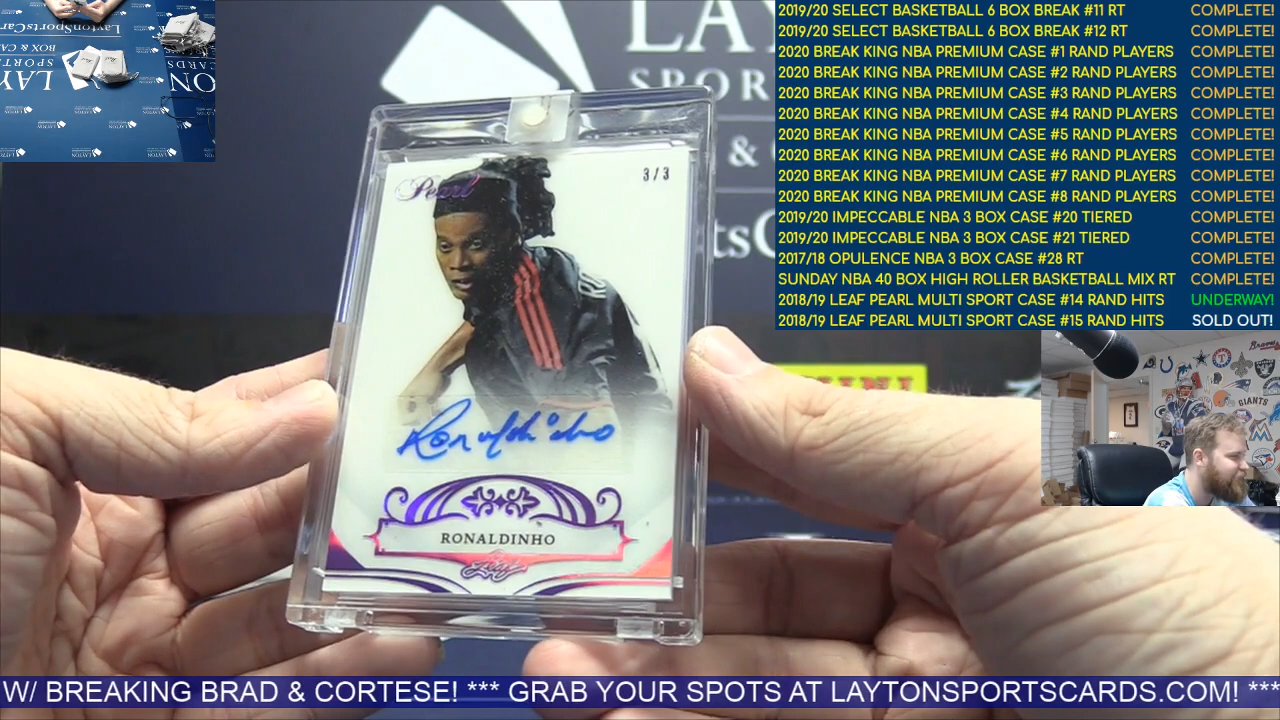 2019/20 SELECT BASKETBALL 6 BOX BREAK #11 RT COMPLETE!
2019/20 SELECT BASKETBALL 6 BOX BREAK #12 RT COMPLETE!
2020 BREAK KING NBA PREMIUM CASE #1 RAND PLAYERS COMPLETE!
2020 BREAK KING NBA PREMIUM CASE #2 RAND PLAYERS COMPLETE!
2020 BREAK KING NBA PREMIUM CASE #3 RAND PLAYERS COMPLETE!
2020 BREAK KING NBA PREMIUM CASE #4 RAND PLAYERS COMPLETE!
2020 BREAK KING NBA PREMIUM CASE #5 RAND PLAYERS COMPLETE!
2020 BREAK KING NBA PREMIUM CASE #6 RAND PLAYERS COMPLETE!
2020 BREAK KING NBA PREMIUM CASE #7 RAND PLAYERS COMPLETE!
2020 BREAK KING NBA PREMIUM CASE #8 RAND PLAYERS COMPLETE!
2019/20 IMPECCABLE NBA 3 BOX CASE #20 TIERED COMPLETE!
2019/20 IMPECCABLE NBA 3 BOX CASE #21 TIERED COMPLETE!
2017/18 OPULENCE NBA 3 BOX CASE #28 RT COMPLETE!
SUNDAY NBA 40 BOX HIGH ROLLER BASKETBALL MIX RT COMPLETE!
2018/19 LEAF PEARL MULTI SPORT CASE #14 RAND HITS UNDERWAY!
2018/19 LEAF PEARL MULTI SPORT CASE #15 RAND HITS SOLD OUT!
LAY
SPOR
&
tsC
Pearl
3/3
Ronaldinho
RONALDINHO
Leaf
PANINI
GIANTS
W/ BREAKING BRAD & CORTESE! *** GRAB YOUR SPOTS AT LAYTONSPORTSCARDS.COM! ***